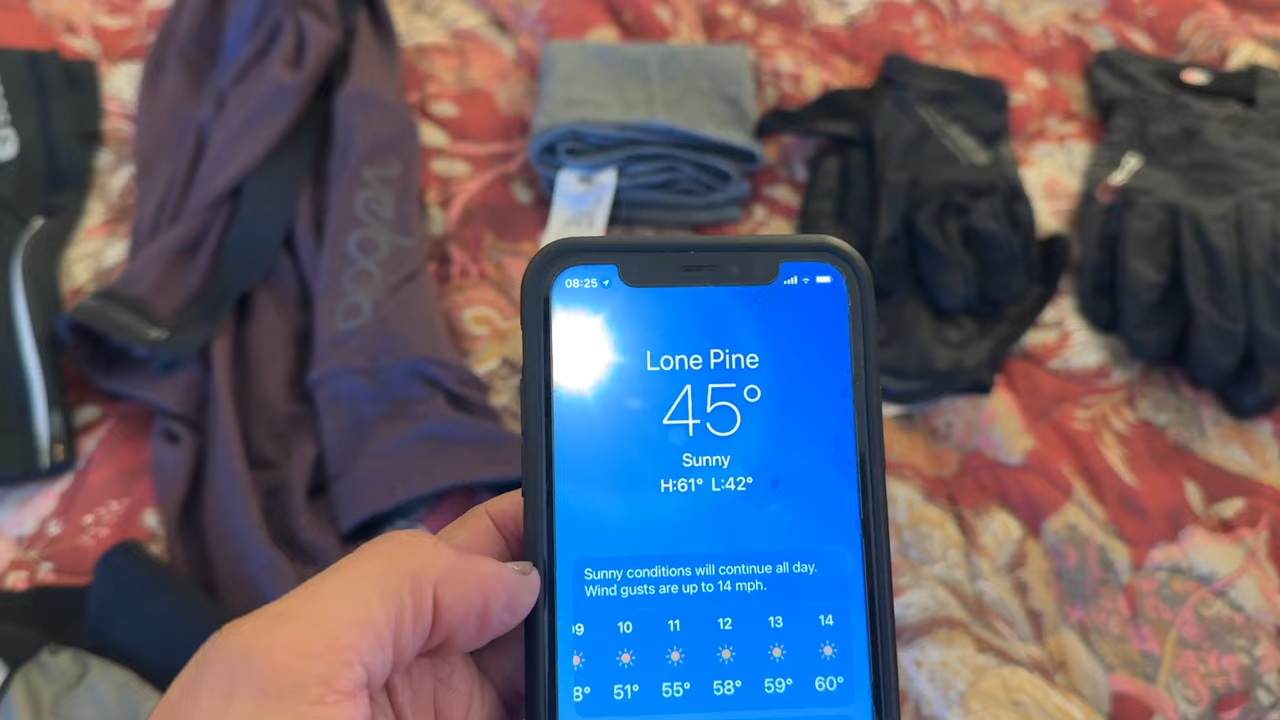 08:25
Lone Pine
45°
Sunny
H:61° L:42°
Sunny conditions will continue all day.
Wind gusts are up to 14 mph.
10 11 12 13 14
51° 55° 58° 59° 60°